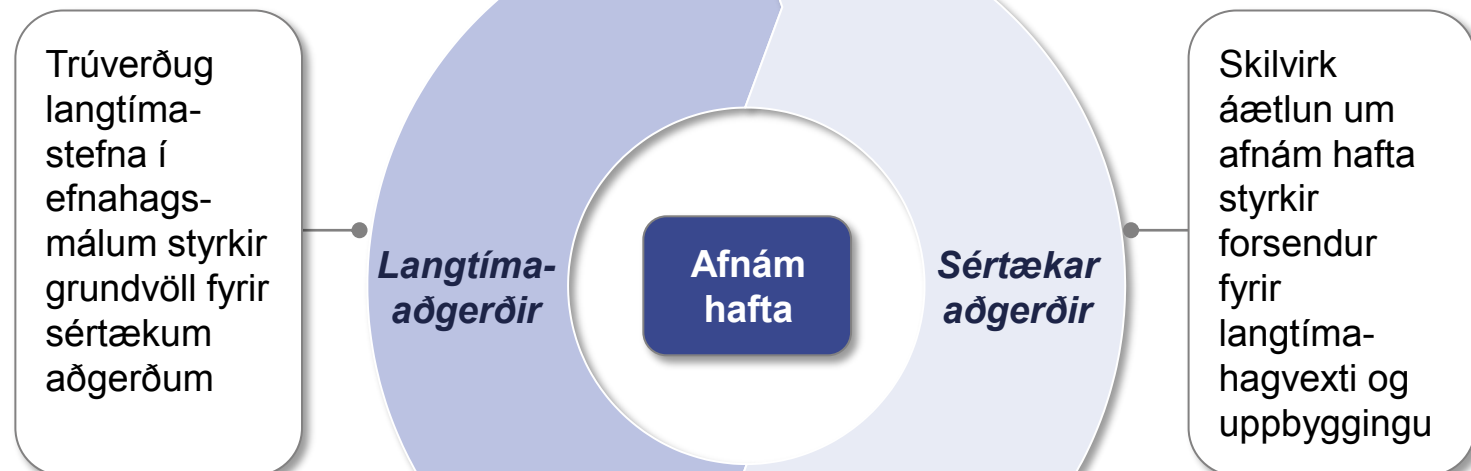 Trúverðug
langtíma-
stefna í
efnahags-
málum styrkir
grundvöll fyrir
sértækum
aðgerðum
Langtíma-
aðgerðir
Afnám
hafta
Sértækar
aðgerðir
Skilvirk
áætlun um
afnám hafta
styrkir
forsendur
fyrir
langtíma-
hagvexti og
uppbyggingu